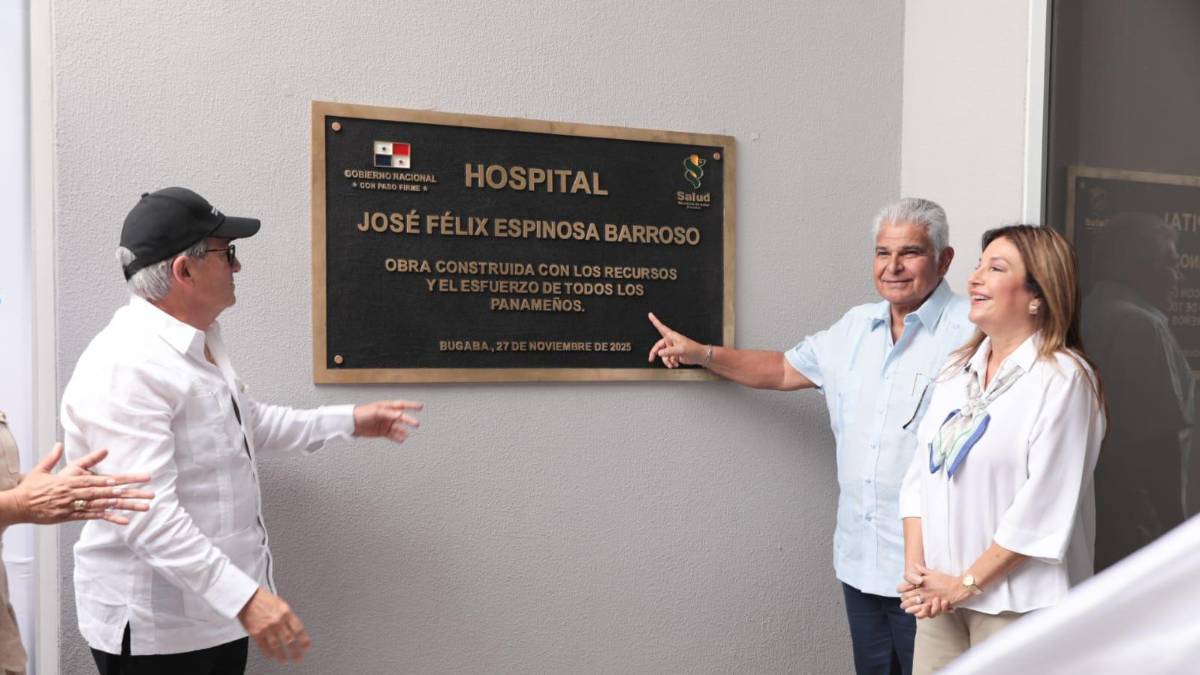 GOBIERNO NACIONAL
★ CON PASO FIRME ★
HOSPITAL
Salud
JOSÉ FÉLIX ESPINOSA BARROSO
OBRA CONSTRUIDA CON LOS RECURSOS
Y EL ESFUERZO DE TODOS LOS
PANAMEÑOS.
BUGABA., 27 DE NOVIEMBRE DE 2025